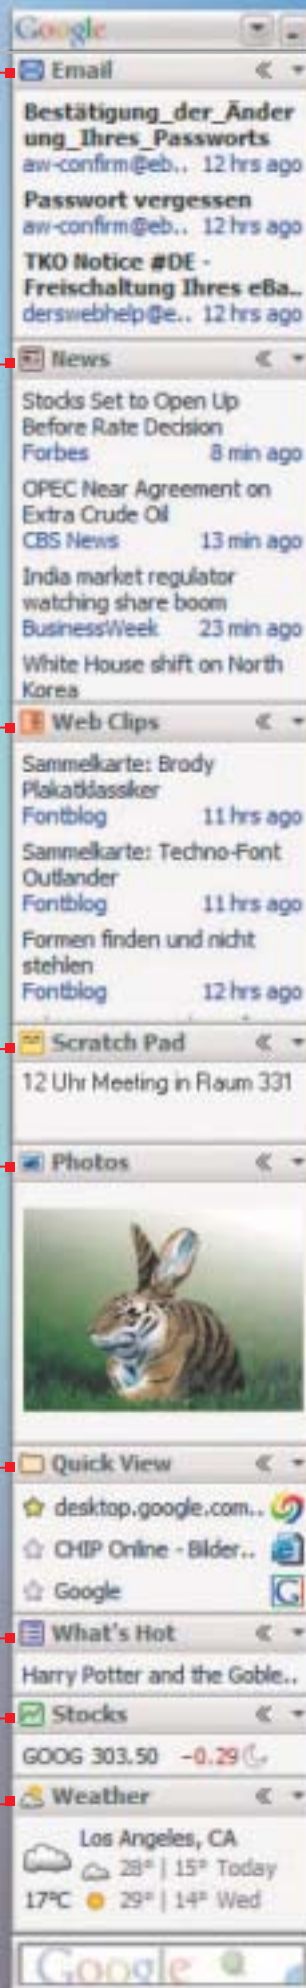 Google
Email
Bestätigung_der_Änder
ung_Ihres_Passworts
aw-confirm@eb.. 12 hrs ago
Passwort vergessen
aw-confirm@eb.. 12 hrs ago
TKO Notice #DE -
Freischaltung Ihres eBa..
derswebhelp@e.. 12 hrs ago
News
Stocks Set to Open Up
Before Rate Decision
Forbes 8 min ago
OPEC Near Agreement on
Extra Crude Oil
CBS News 13 min ago
India market regulator
watching share boom
BusinessWeek 23 min ago
White House shift on North
Korea
Web Clips
Sammelkarte: Brody
Plakatklassiker
Fontblog 11 hrs ago
Sammelkarte: Techno-Font
Outlander
Fontblog 11 hrs ago
Formen finden und nicht
stehlen
Fontblog 12 hrs ago
Scratch Pad
12 Uhr Meeting in Raum 331
Photos
Quick View
desktop.google.com..
CHIP Online - Bilder..
Google
What's Hot
Harry Potter and the Goble..
Stocks
GOOG 303.50 -0.29
Weather
Los Angeles, CA
28° | 15° Today
17°C 29° | 14° Wed
Google